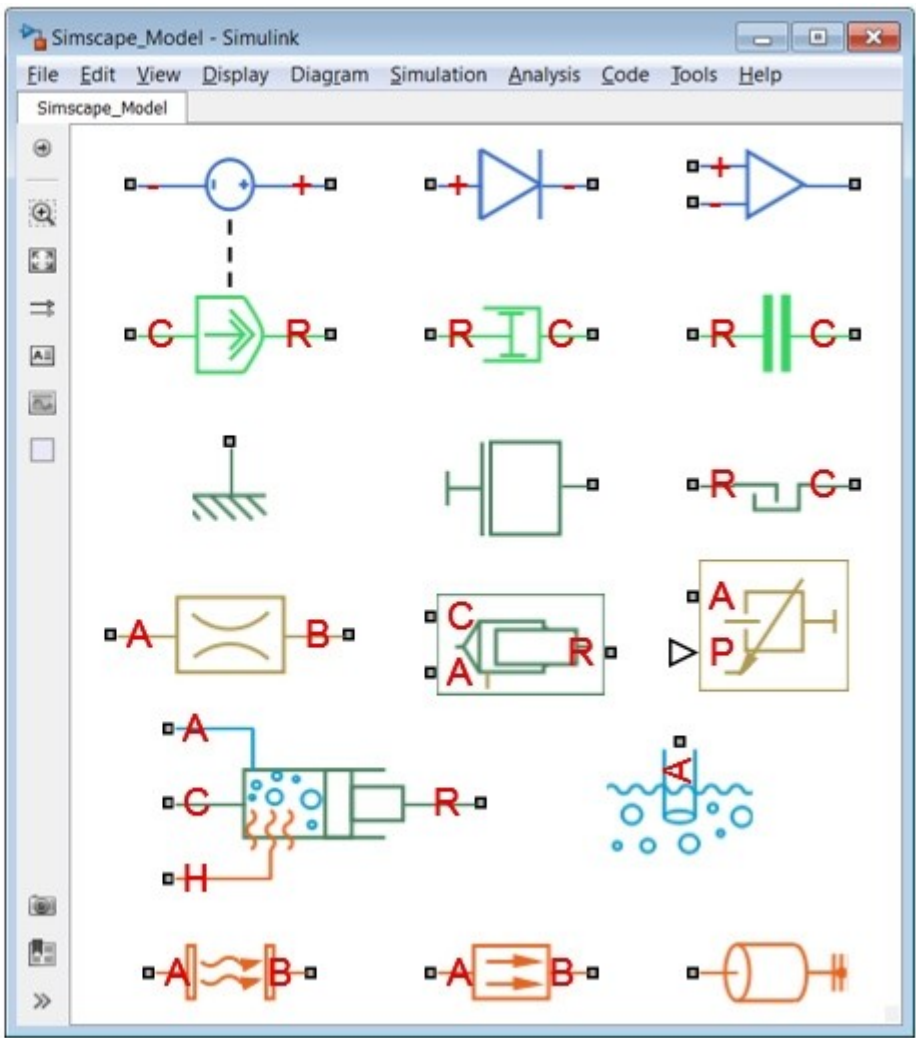 Simscape_Model - Simulink
File Edit View Display Diagram Simulation Analysis Code Tools Help
Simscape_Model
- + + - + -
C R R C R C
R C
A B C A R A P
A
C R
H
A
A B A B